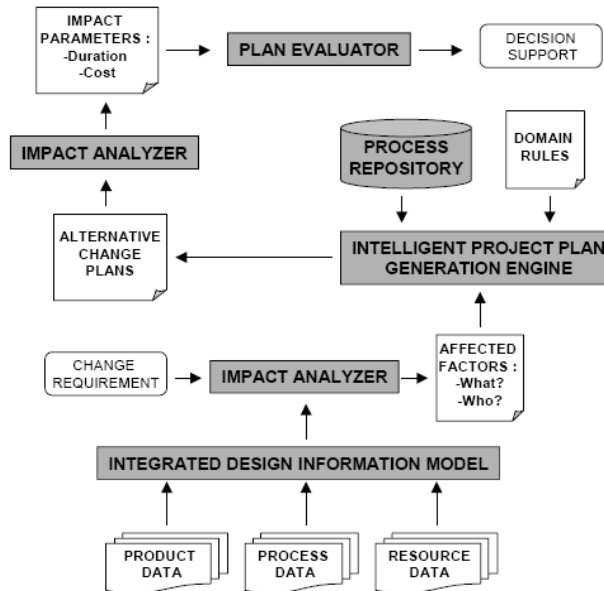 IMPACT
PARAMETERS :
-Duration
-Cost
PLAN EVALUATOR
DECISION
SUPPORT
IMPACT ANALYZER
PROCESS
REPOSITORY
DOMAIN
RULES
ALTERNATIVE
CHANGE
PLANS
INTELLIGENT PROJECT PLAN
GENERATION ENGINE
CHANGE
REQUIREMENT
IMPACT ANALYZER
AFFECTED
FACTORS :
-What?
-Who?
INTEGRATED DESIGN INFORMATION MODEL
PRODUCT
DATA
PROCESS
DATA
RESOURCE
DATA